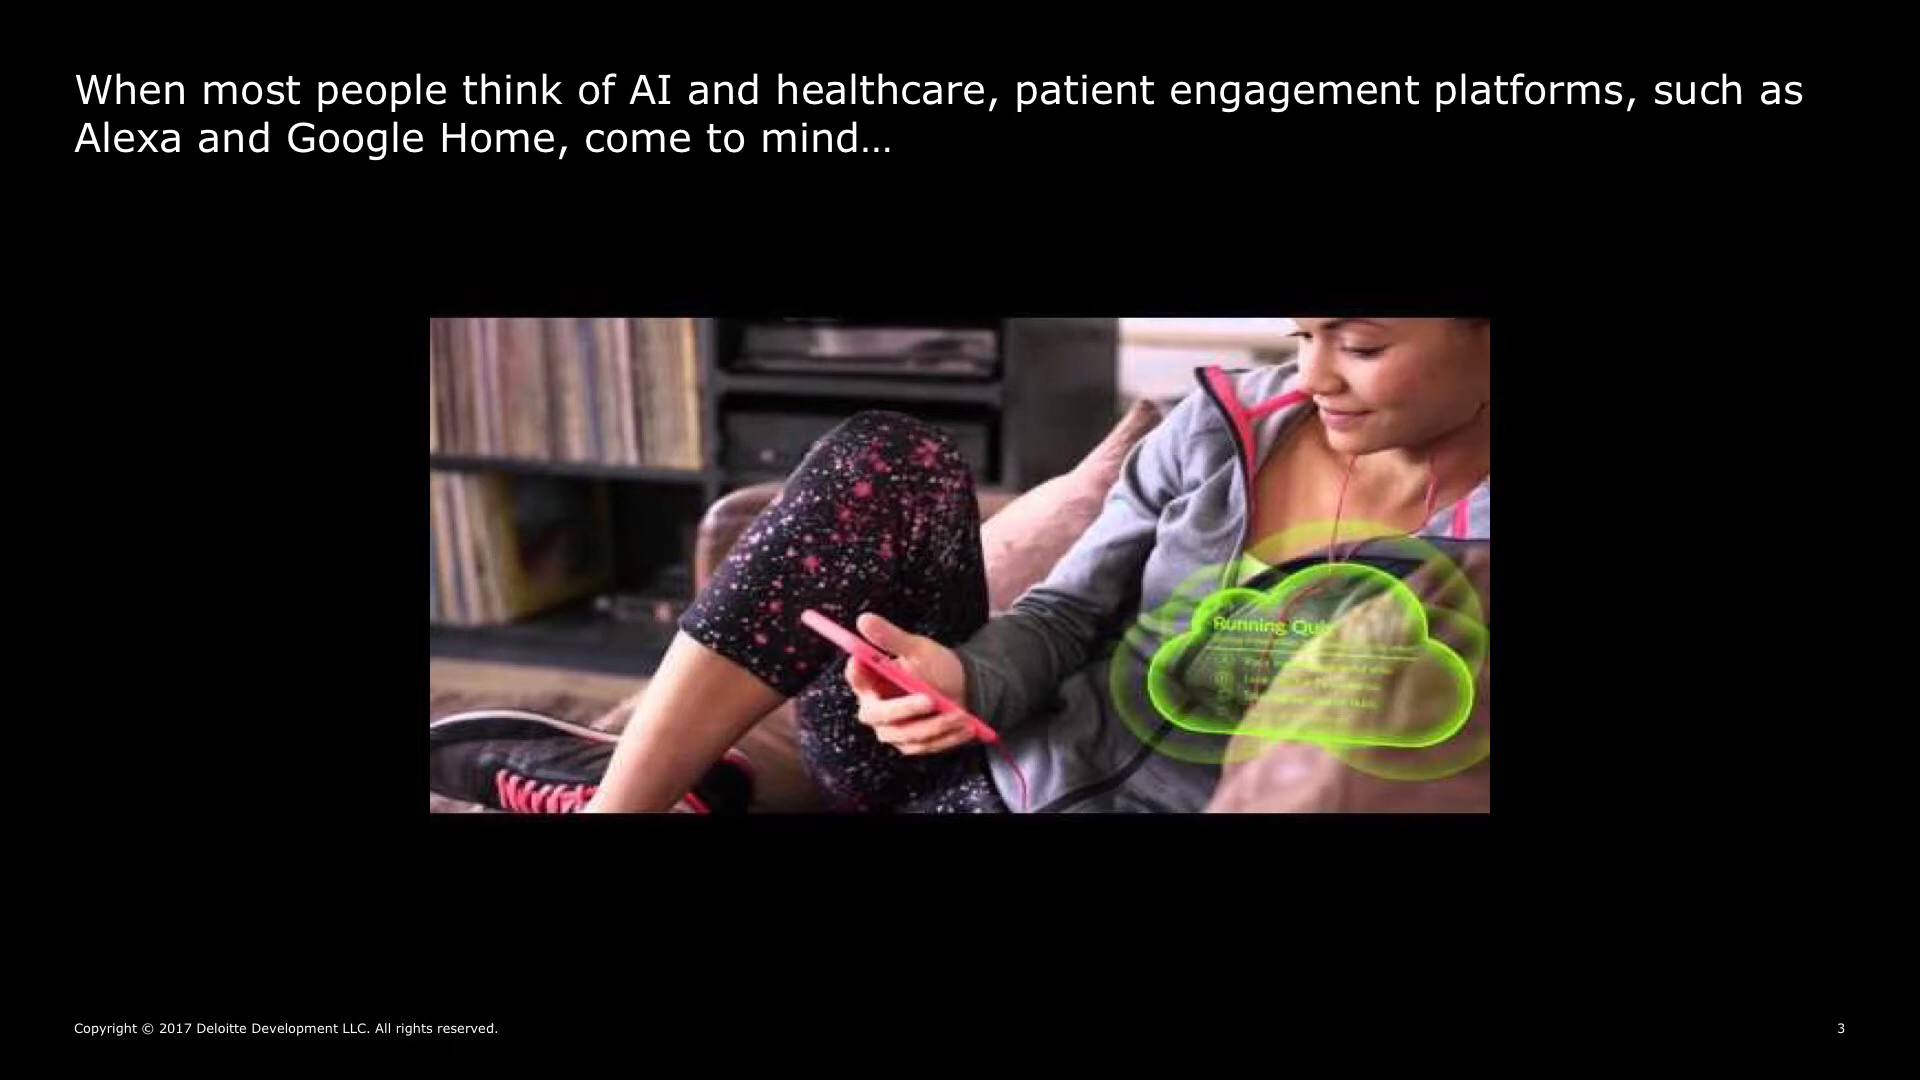 When most people think of AI and healthcare, patient engagement platforms, such as
Alexa and Google Home, come to mind…
Running
Copyright © 2017 Deloitte Development LLC. All rights reserved.
3